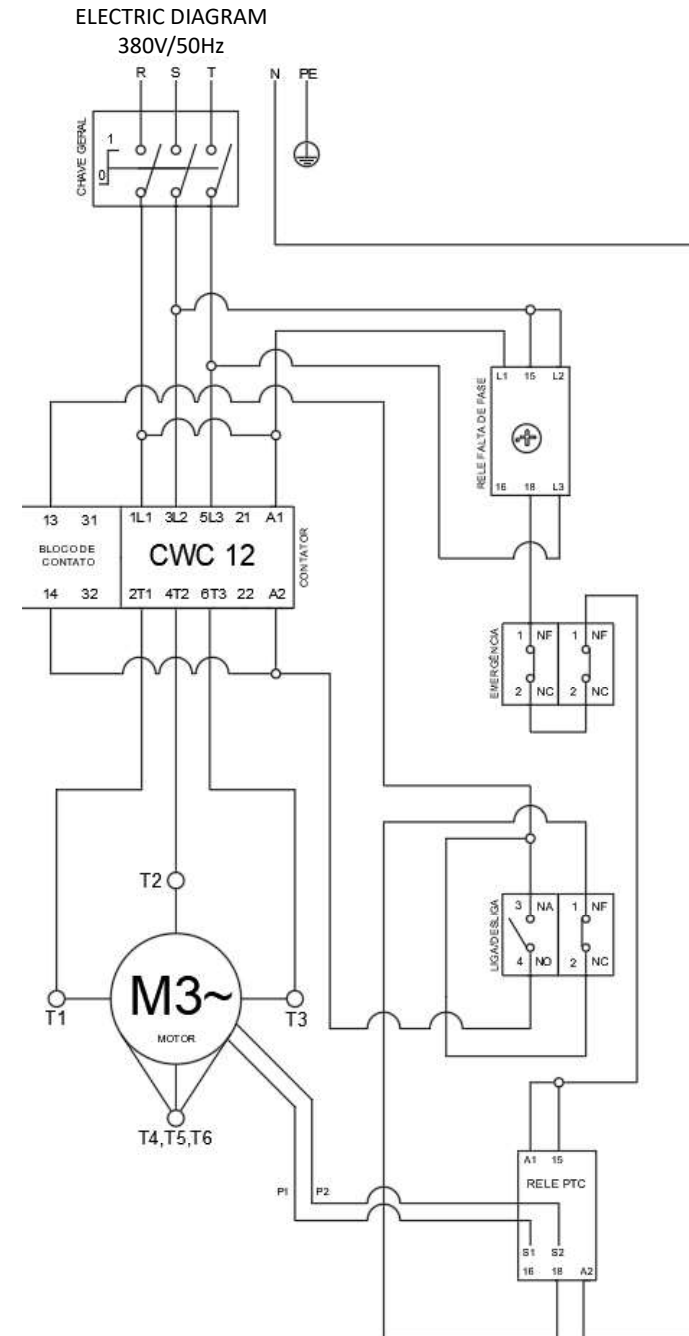 ELECTRIC DIAGRAM
380V/50Hz
R S T N PE
CHAVE GERAL
1
0
L1 15 L2
RELE FALTA DE FASE
16 18 L3
13 31 1L1 3L2 5L3 21 A1
BLOCO DE
CONTATO
CWC 12
CONTATOR
14 32 2T1 4T2 6T3 22 A2
EMERGÊNCIA
1 NF 1 NF
2 NC 2 NC
T2
LIGA/DESLIGA
3 NA 1 NF
4 NO 2 NC
M3~
MOTOR
T1
T3
T4,T5,T6
A1 15
RELE PTC
P1 P2
S1 S2
16 18 A2